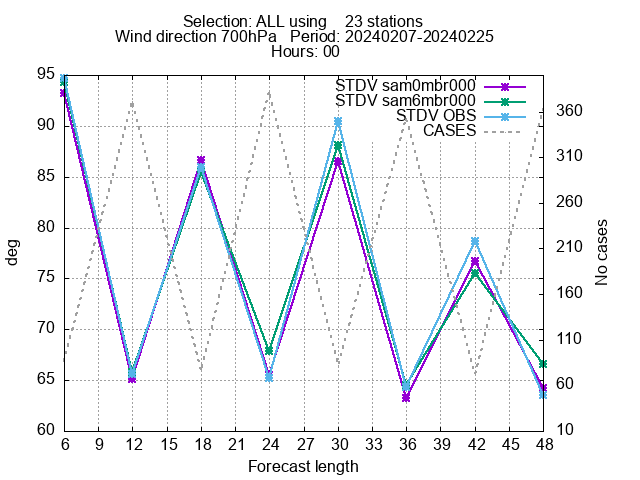 Selection: ALL using    23 stations
Wind direction 700hPa   Period: 20240207-20240225
Hours: 00
STDV sam0mbr000
STDV sam6mbr000
STDV OBS
CASES
95
90
85
80
75
70
65
60
deg
360
310
260
210
160
110
60
10
No cases
6 9 12 15 18 21 24 27 30 33 36 39 42 45 48
Forecast length